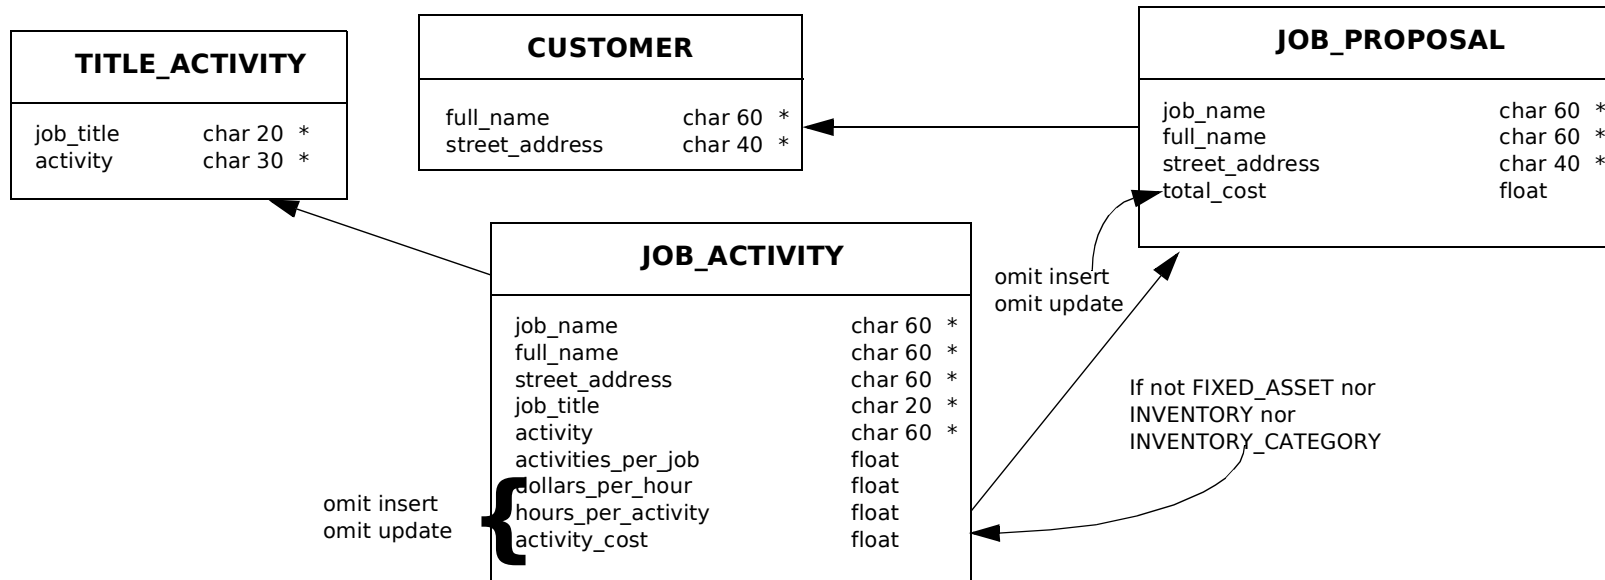 TITLE_ACTIVITY
job_title char 20 *
activity char 30 *
CUSTOMER
full_name char 60 *
street_address char 40 *
JOB_PROPOSAL
job_name char 60 *
full_name char 60 *
street_address char 40 *
total_cost float
omit insert
omit update
JOB_ACTIVITY
job_name char 60 *
full_name char 60 *
street_address char 60 *
job_title char 20 *
activity char 60 *
activities_per_job float
dollars_per_hour float
hours_per_activity float
activity_cost float
omit insert
omit update
If not FIXED_ASSET nor
INVENTORY nor
INVENTORY_CATEGORY